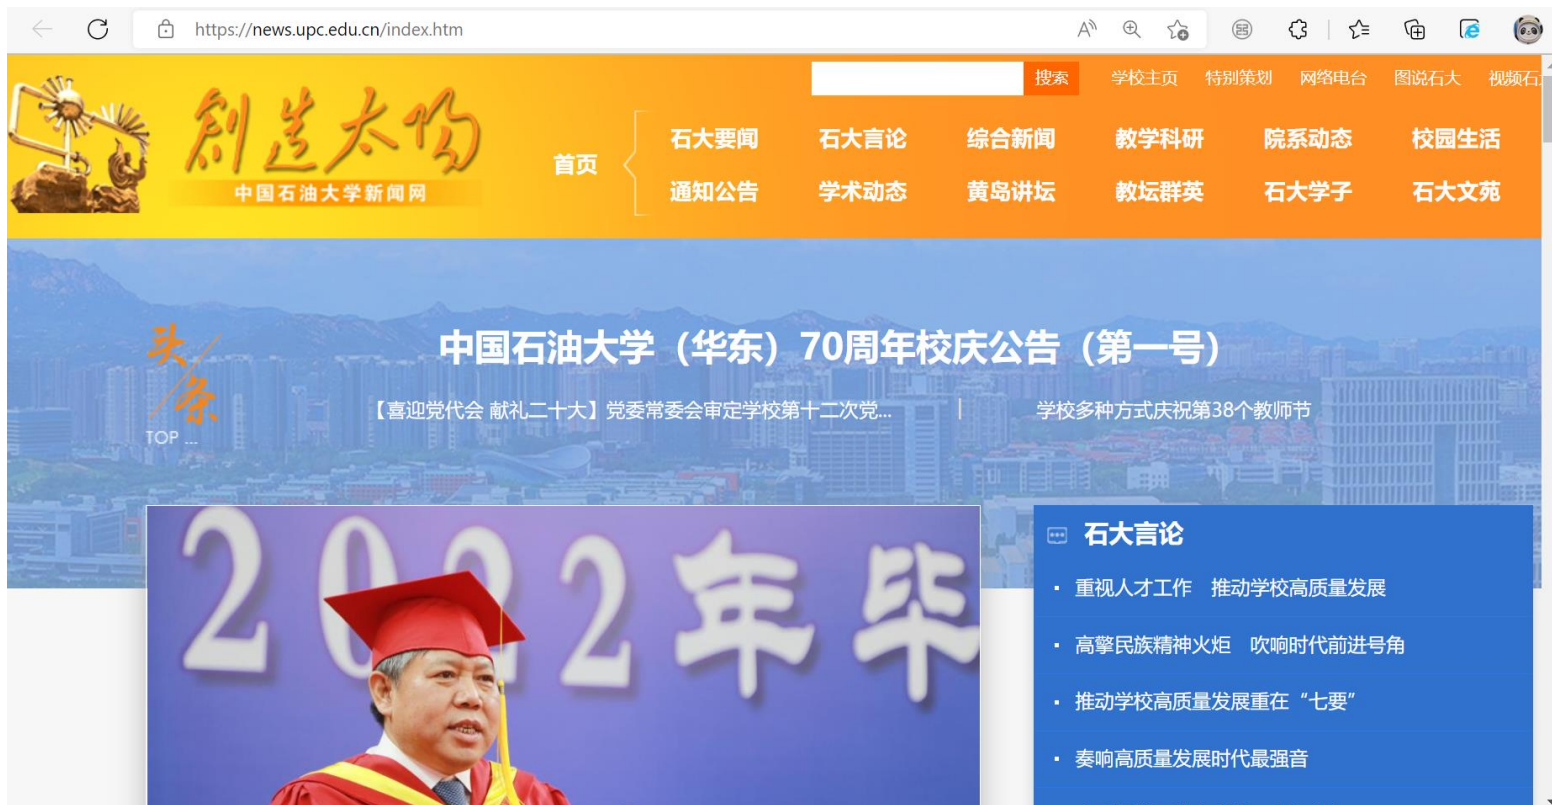 https://news.upc.edu.cn/index.htm
搜索 学校主页 特别策划 网络电台 图说石大 视频石
創造太陽
中国石油大学新闻网
首页
石大要闻 石大言论 综合新闻 教学科研 院系动态 校园生活
通知公告 学术动态 黄岛讲坛 教坛群英 石大学子 石大文苑
头条
TOP ...
中国石油大学（华东）70周年校庆公告（第一号）
【喜迎党代会 献礼二十大】党委常委会审定学校第十二次党... | 学校多种方式庆祝第38个教师节
2022年毕
石大言论
重视人才工作 推动学校高质量发展
高擎民族精神火炬 吹响时代前进号角
推动学校高质量发展重在“七要”
奏响高质量发展时代最强音